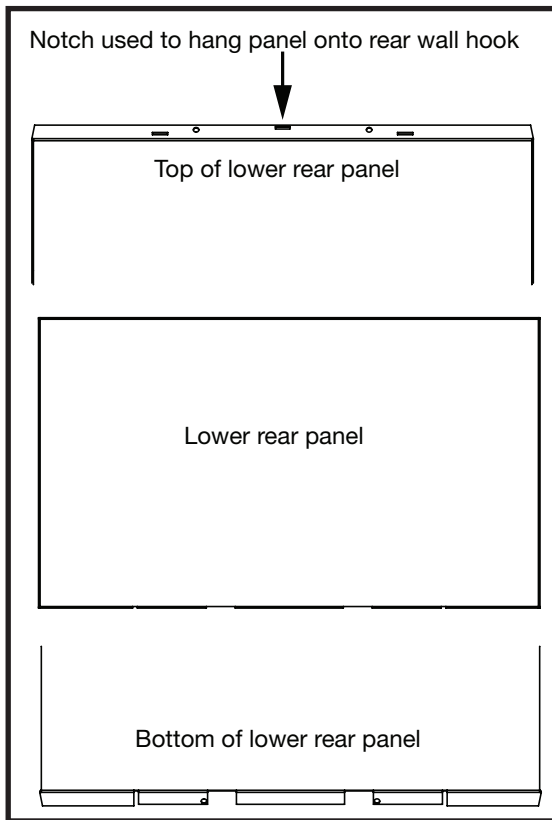 Notch used to hang panel onto rear wall hook
Top of lower rear panel
Lower rear panel
Bottom of lower rear panel